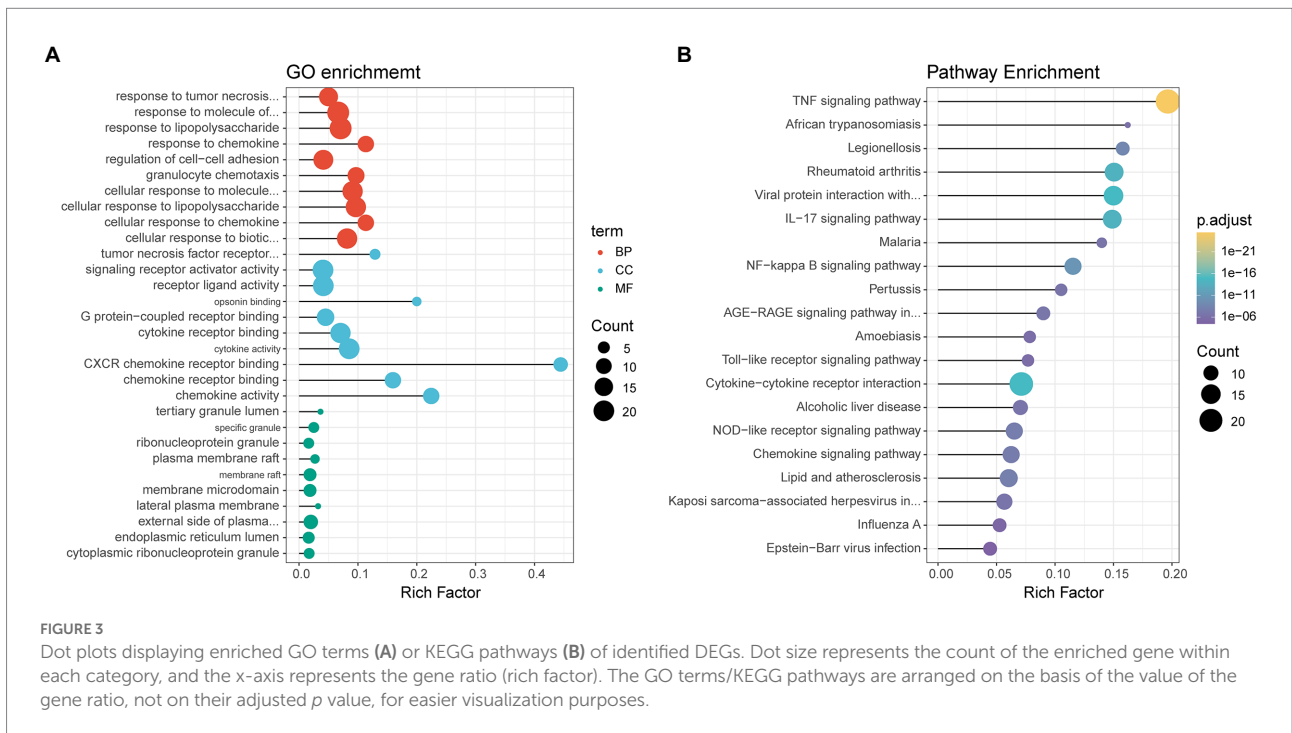 A
GO enrichmemt
response to tumor necrosis...
response to molecule of...
response to lipopolysaccharide
response to chemokine
regulation of cell−cell adhesion
granulocyte chemotaxis
cellular response to molecule...
cellular response to lipopolysaccharide
cellular response to chemokine
cellular response to biotic...
tumor necrosis factor receptor...
signaling receptor activator activity
receptor ligand activity
opsonin binding
G protein−coupled receptor binding
cytokine receptor binding
cytokine activity
CXCR chemokine receptor binding
chemokine receptor binding
chemokine activity
tertiary granule lumen
specific granule
ribonucleoprotein granule
plasma membrane raft
membrane raft
membrane microdomain
lateral plasma membrane
external side of plasma...
endoplasmic reticulum lumen
cytoplasmic ribonucleoprotein granule
0.0 0.1 0.2 0.3 0.4
Rich Factor
term
BP
CC
MF
Count
5
10
15
20
B
Pathway Enrichment
TNF signaling pathway
African trypanosomiasis
Legionellosis
Rheumatoid arthritis
Viral protein interaction with...
IL−17 signaling pathway
Malaria
NF−kappa B signaling pathway
Pertussis
AGE−RAGE signaling pathway in...
Amoebiasis
Toll−like receptor signaling pathway
Cytokine−cytokine receptor interaction
Alcoholic liver disease
NOD−like receptor signaling pathway
Chemokine signaling pathway
Lipid and atherosclerosis
Kaposi sarcoma−associated herpesvirus in...
Influenza A
Epstein−Barr virus infection
0.00 0.05 0.10 0.15 0.20
Rich Factor
p.adjust
1e−21
1e−16
1e−11
1e−06
Count
10
15
20
FIGURE 3
Dot plots displaying enriched GO terms (A) or KEGG pathways (B) of identified DEGs. Dot size represents the count of the enriched gene within
each category, and the x-axis represents the gene ratio (rich factor). The GO terms/KEGG pathways are arranged on the basis of the value of the
gene ratio, not on their adjusted p value, for easier visualization purposes.